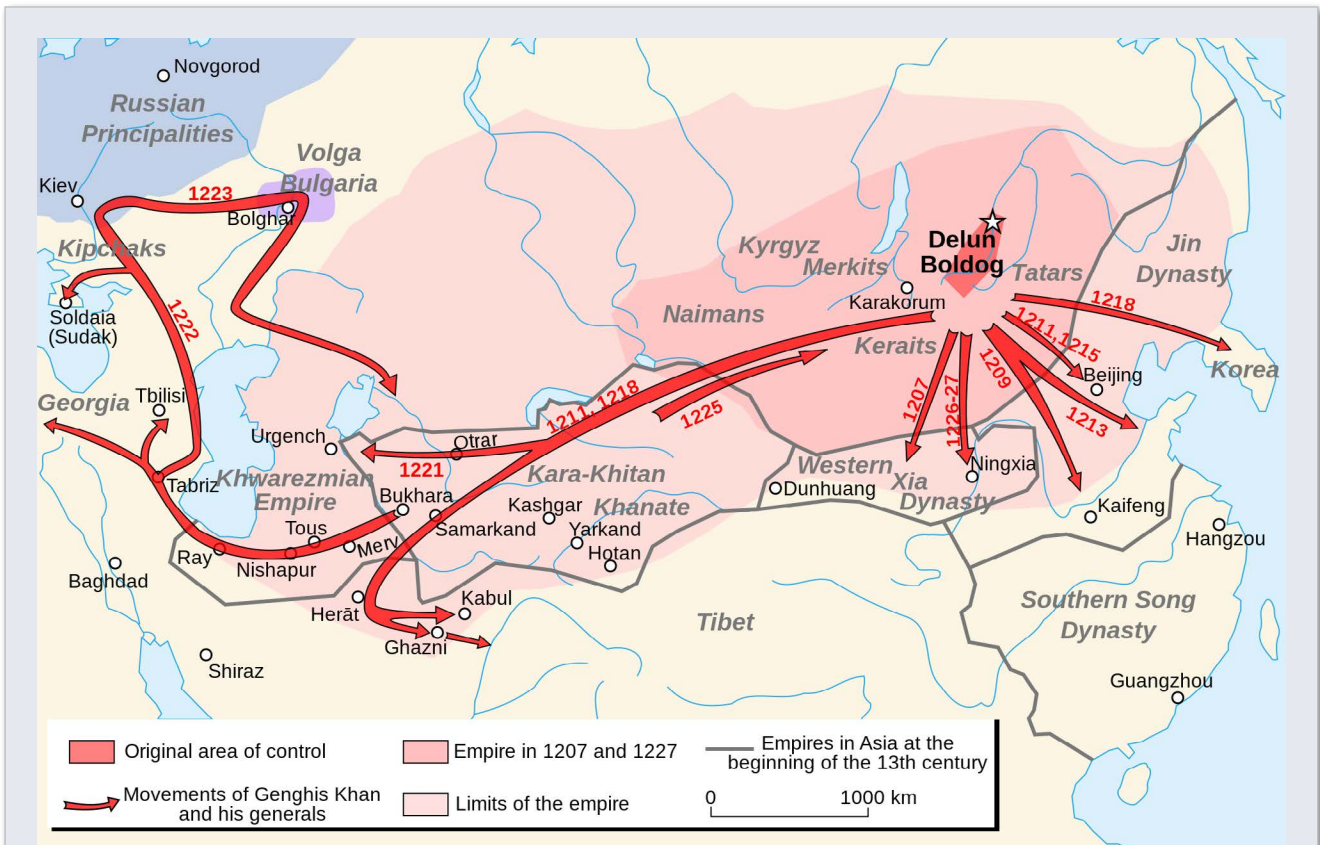 Novgorod
Russian
Principalities
Volga
Bulgaria
Kiev
1223
Bolghar
Kipchaks
Soldaia
(Sudak)
1222
Georgia
Tbilisi
Tabriz
Urgench
Khwarezmian
Empire
1221
Otrar
Bukhara
Samarkand
Tous
Merv
Ray
Nishapur
Baghdad
Herāt
Kabul
Ghazni
Shiraz
Kyrgyz
Merkits
Naimans
Delun
Boldog
Karakorum
Keraits
Tatars
Jin
Dynasty
1218
1211,1215
1209
1207
1226-27
1213
Beijing
Korea
1211, 1218
1225
Kara-Khitan
Khanate
Kashgar
Yarkand
Hotan
Western
Xia
Dynasty
Ningxia
Dunhuang
Kaifeng
Hangzou
Tibet
Southern Song
Dynasty
Guangzhou
Original area of control
Movements of Genghis Khan
and his generals
Empire in 1207 and 1227
Limits of the empire
Empires in Asia at the
beginning of the 13th century
0 1000 km